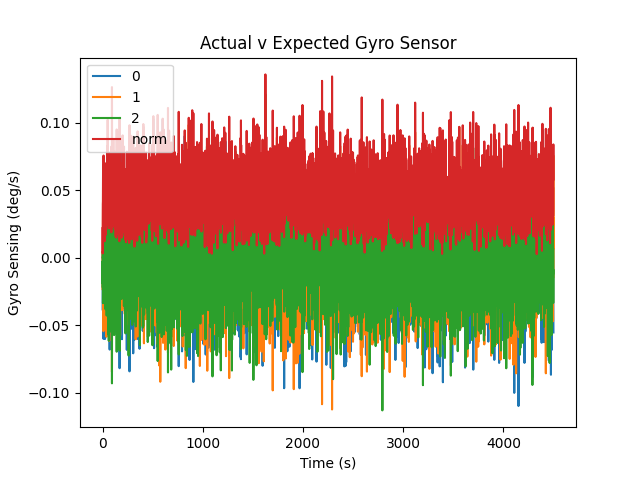 Actual v Expected Gyro Sensor
0
1
2
norm
0.10
0.05
0.00
−0.05
−0.10
Gyro Sensing (deg/s)
0 1000 2000 3000 4000
Time (s)